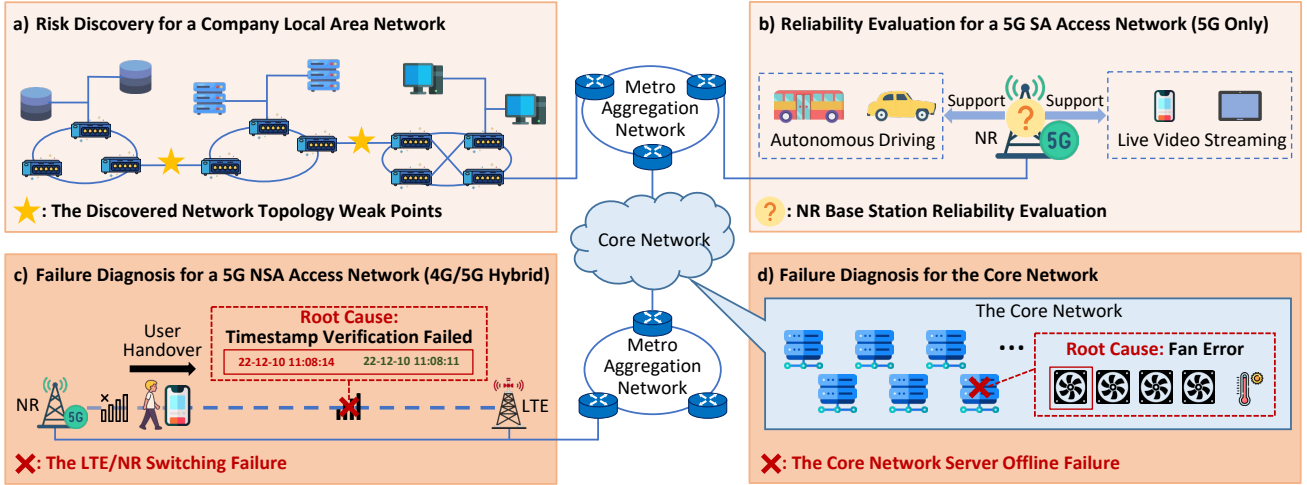 a) Risk Discovery for a Company Local Area Network
: The Discovered Network Topology Weak Points
Metro
Aggregation
Network
b) Reliability Evaluation for a 5G SA Access Network (5G Only)
Autonomous Driving
Support
Support
?
NR
5G
Live Video Streaming
?
: NR Base Station Reliability Evaluation
Core Network
c) Failure Diagnosis for a 5G NSA Access Network (4G/5G Hybrid)
User
Handover
Root Cause:
Timestamp Verification Failed
22-12-10 11:08:14
22-12-10 11:08:11
NR
5G
LTE
: The LTE/NR Switching Failure
Metro
Aggregation
Network
d) Failure Diagnosis for the Core Network
The Core Network
...
Root Cause: Fan Error
: The Core Network Server Offline Failure